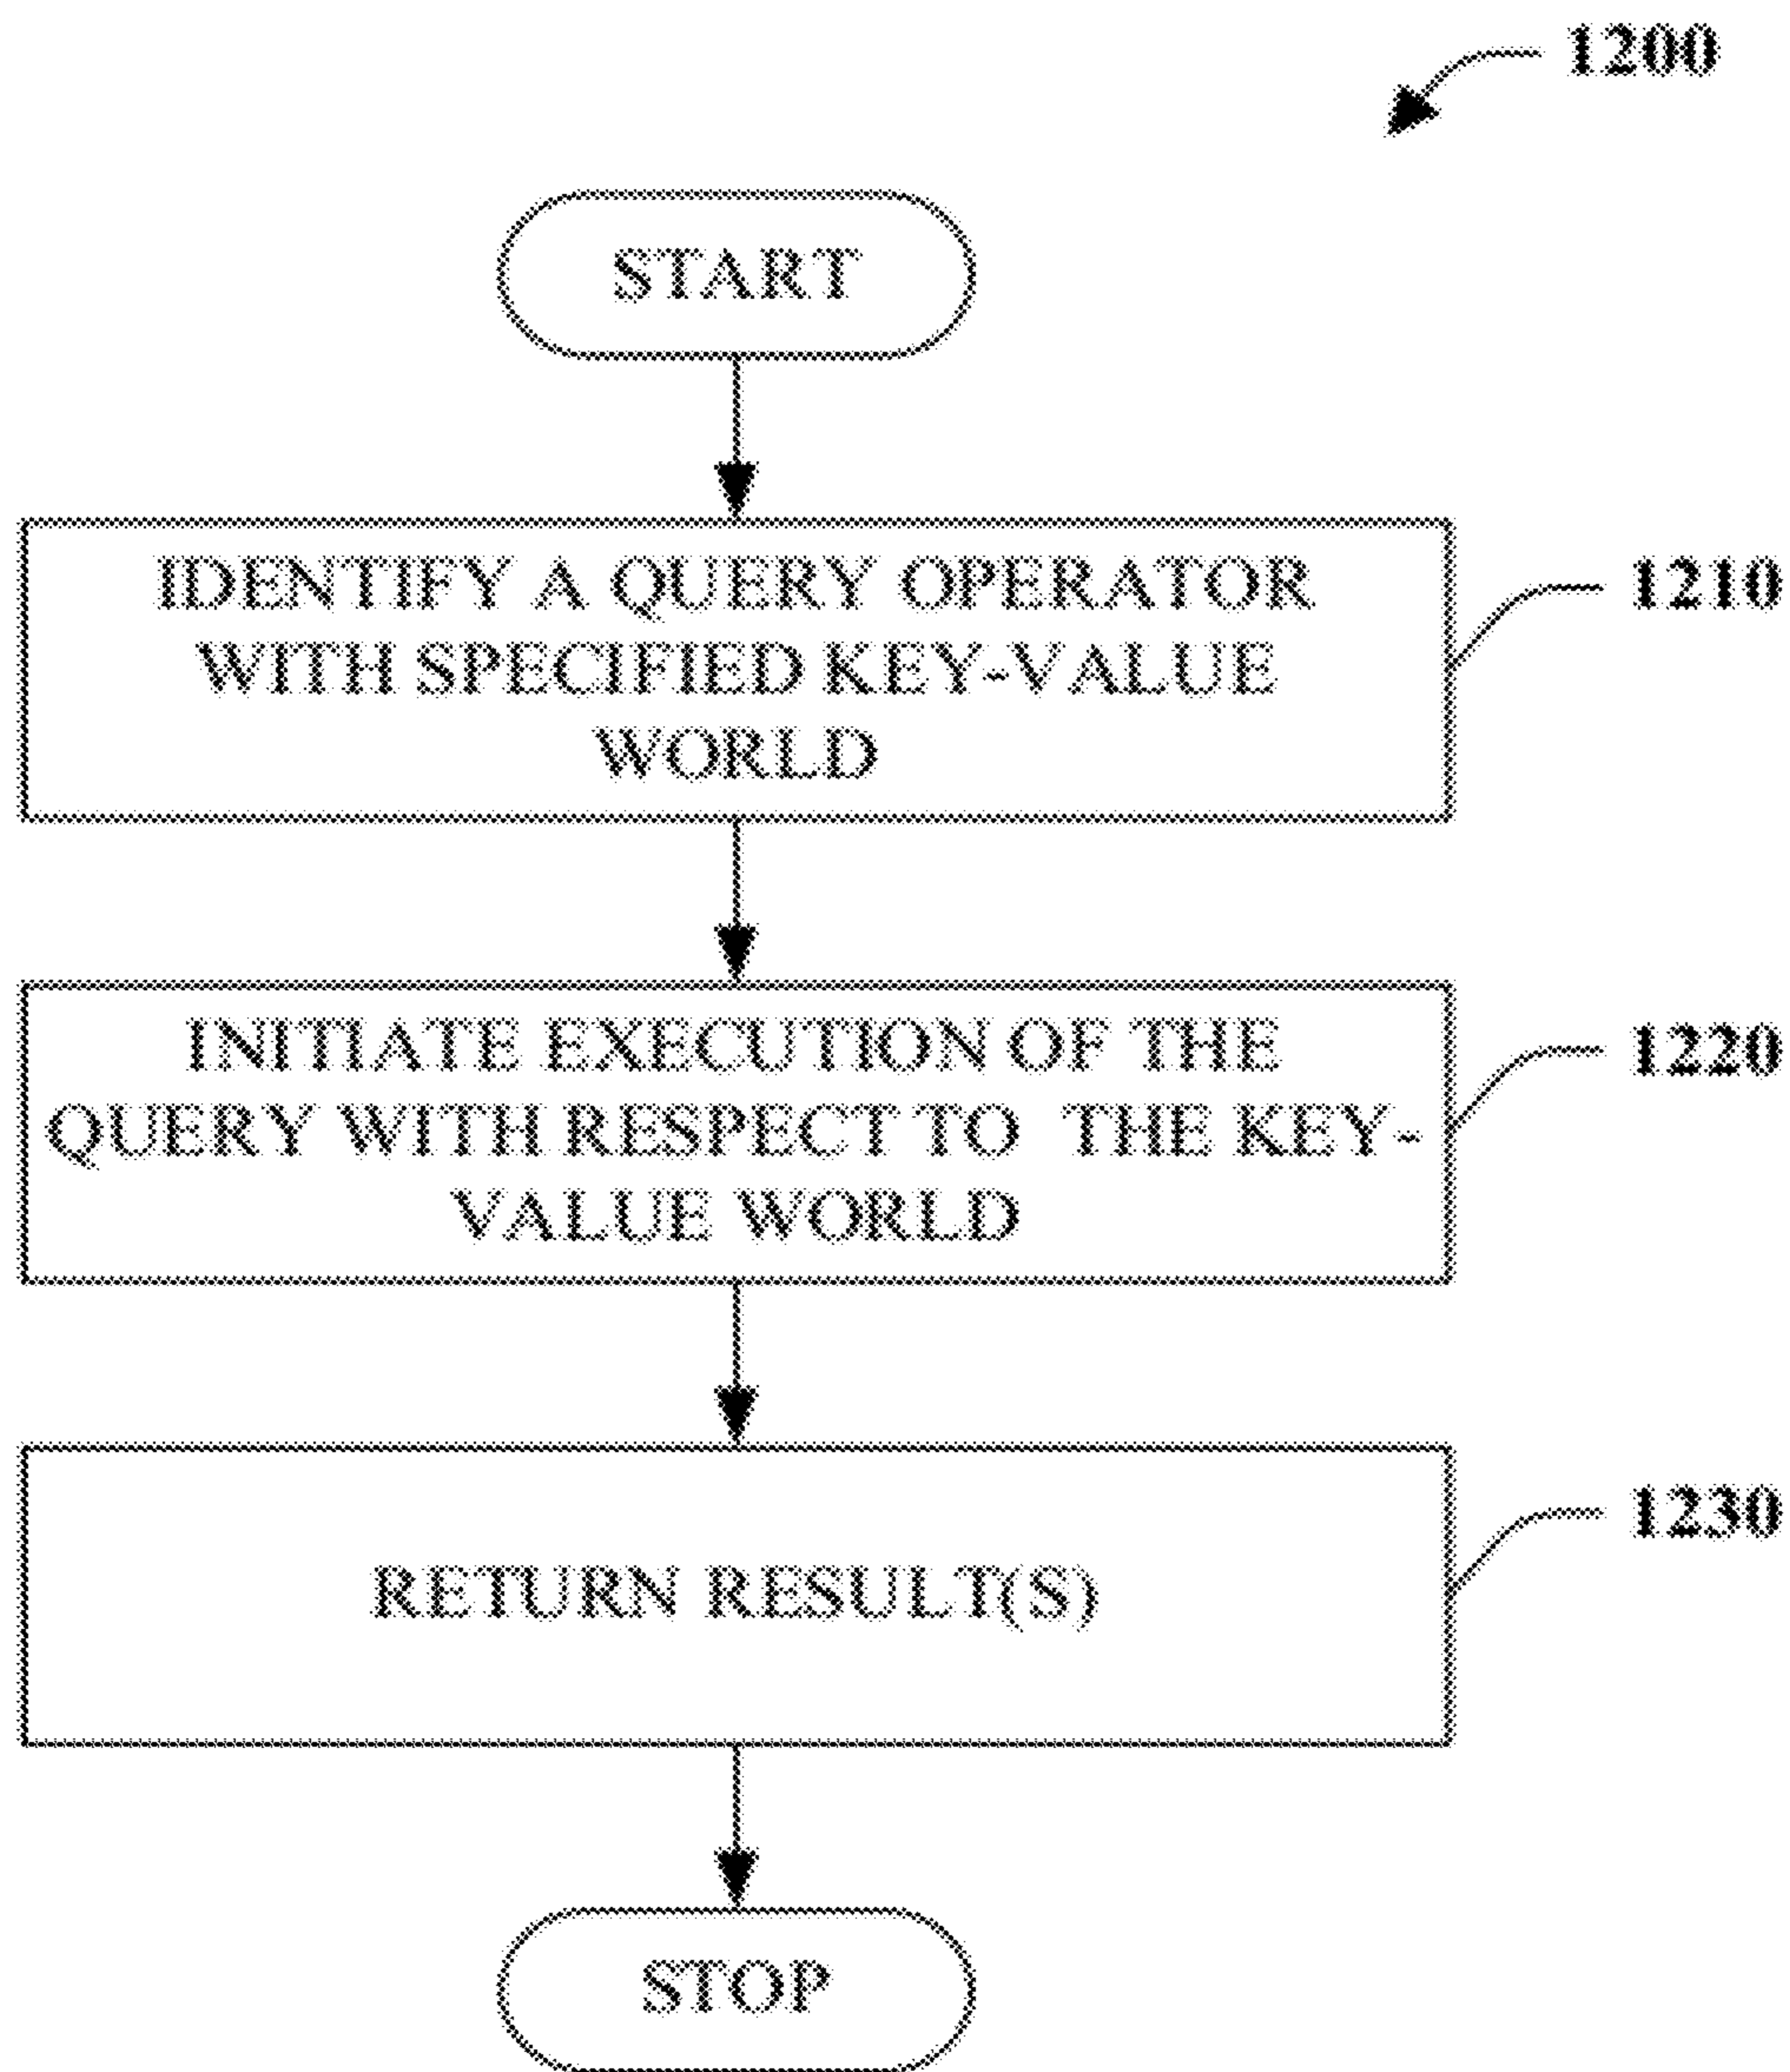 1200
START
IDENTIFY A QUERY OPERATOR
WITH SPECIFIED KEY-VALUE
WORLD
1210
INITIATE EXECUTION OF THE
QUERY WITH RESPECT TO THE KEY-
VALUE WORLD
1220
RETURN RESULT(S)
1230
STOP